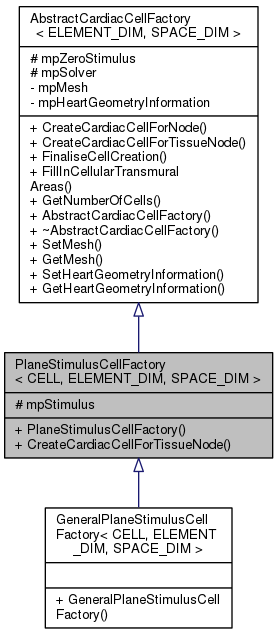 AbstractCardiacCellFactory
< ELEMENT_DIM, SPACE_DIM >
# mpZeroStimulus
# mpSolver
- mpMesh
- mpHeartGeometryInformation
+ CreateCardiacCellForNode()
+ CreateCardiacCellForTissueNode()
+ FinaliseCellCreation()
+ FillInCellularTransmural
Areas()
+ GetNumberOfCells()
+ AbstractCardiacCellFactory()
+ ~AbstractCardiacCellFactory()
+ SetMesh()
+ GetMesh()
+ SetHeartGeometryInformation()
+ GetHeartGeometryInformation()
PlaneStimulusCellFactory
< CELL, ELEMENT_DIM, SPACE_DIM >
# mpStimulus
+ PlaneStimulusCellFactory()
+ CreateCardiacCellForTissueNode()
GeneralPlaneStimulusCell
Factory< CELL, ELEMENT
_DIM, SPACE_DIM >
+ GeneralPlaneStimulusCell
Factory()